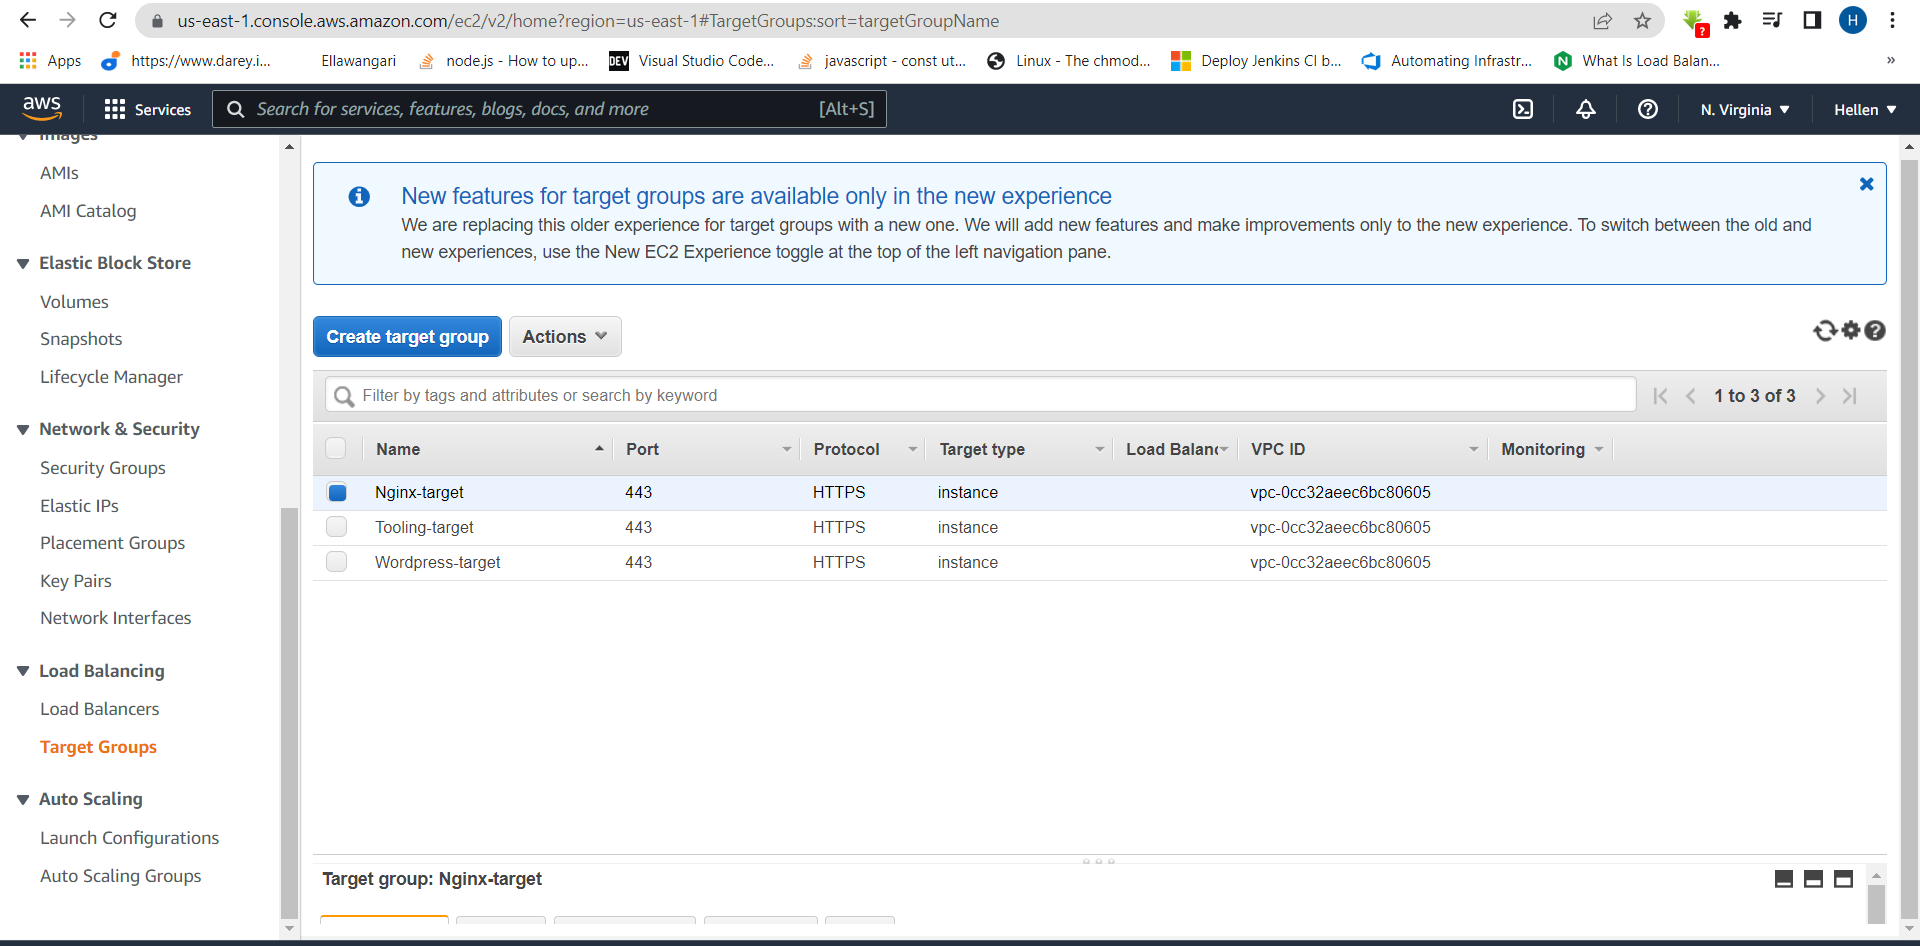 us-east-1.console.aws.amazon.com/ec2/v2/home?region=us-east-1#TargetGroups:sort=targetGroupName
?
H
Apps https://www.darey.i... Ellawangari node.js - How to up... DEV Visual Studio Code... javascript - const ut... Linux - The chmod... Deploy Jenkins CI b... Automating Infrastr... N What Is Load Balan... »
aws Services Search for services, features, blogs, docs, and more [Alt+S] N. Virginia ▼ Hellen ▼
Images
AMIs
AMI Catalog
Elastic Block Store
Volumes
Snapshots
Lifecycle Manager
Network & Security
Security Groups
Elastic IPs
Placement Groups
Key Pairs
Network Interfaces
Load Balancing
Load Balancers
Target Groups
Auto Scaling
Launch Configurations
Auto Scaling Groups
New features for target groups are available only in the new experience
We are replacing this older experience for target groups with a new one. We will add new features and make improvements only to the new experience. To switch between the old and
new experiences, use the New EC2 Experience toggle at the top of the left navigation pane.
Create target group Actions
Filter by tags and attributes or search by keyword 1 to 3 of 3
Name Port Protocol Target type Load Balanc VPC ID Monitoring
Nginx-target 443 HTTPS instance vpc-0cc32aeec6bc80605
Tooling-target 443 HTTPS instance vpc-0cc32aeec6bc80605
Wordpress-target 443 HTTPS instance vpc-0cc32aeec6bc80605
Target group: Nginx-target